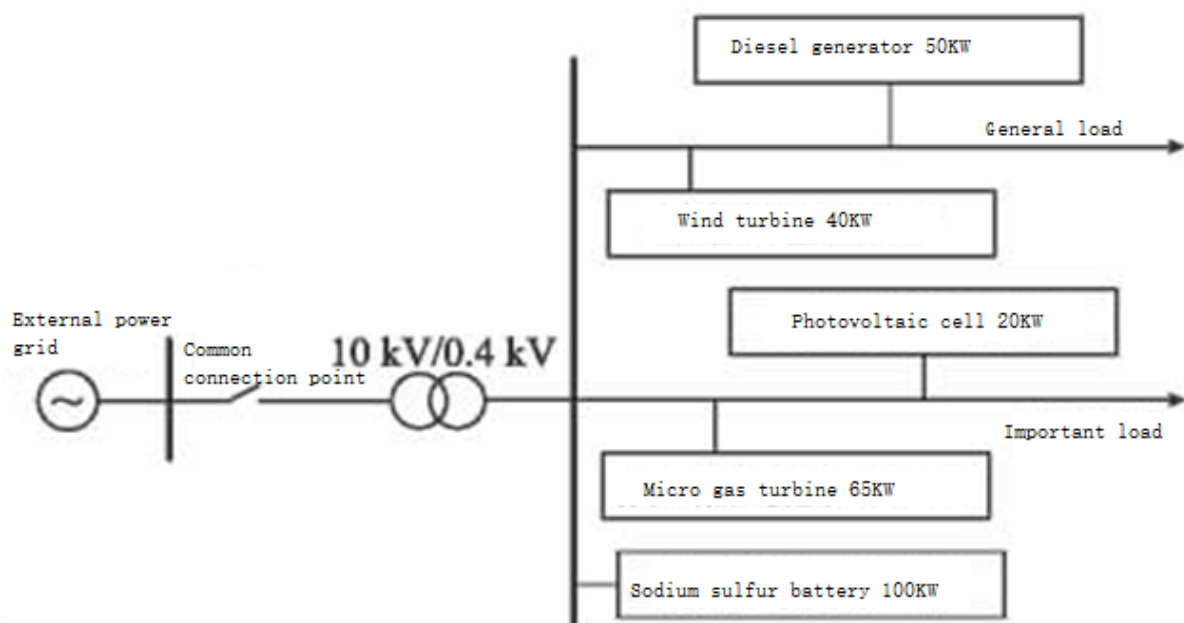 Diesel generator 50KW
General load
Wind turbine 40KW
Photovoltaic cell 20KW
External power
grid
Common
connection point
10 kV/0.4 kV
~
Important load
Micro gas turbine 65KW
Sodium sulfur battery 100KW